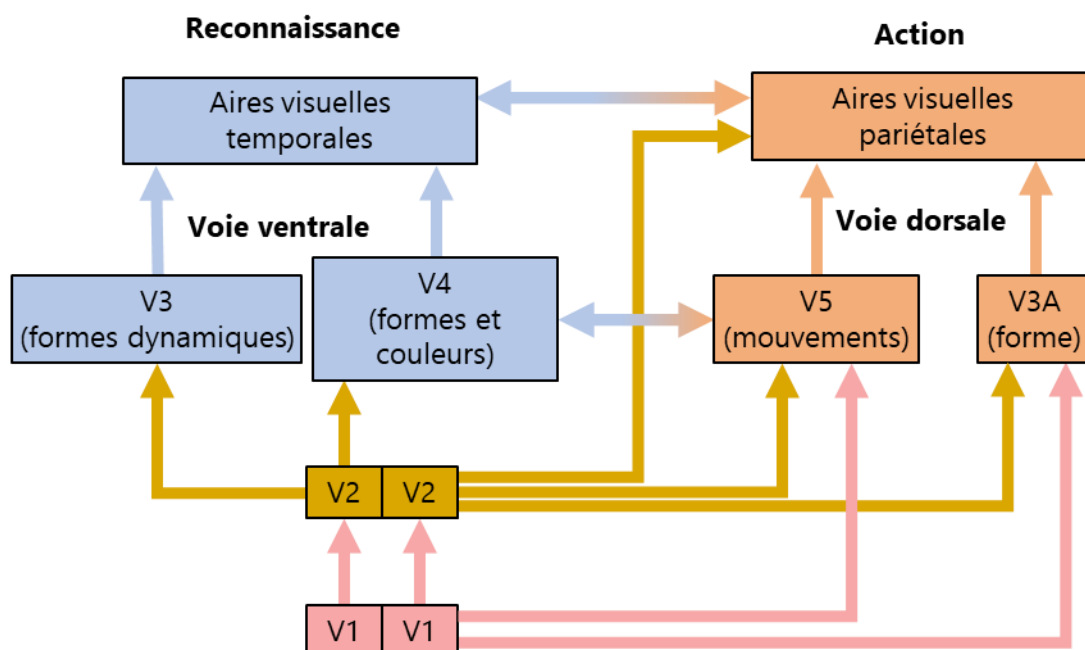 Reconnaissance
Action
Aires visuelles
temporales
Aires visuelles
pariétales
Voie ventrale
Voie dorsale
V3
(formes dynamiques)
V4
(formes et
couleurs)
V5
(mouvements)
V3A
(forme)
V2
V2
V1
V1